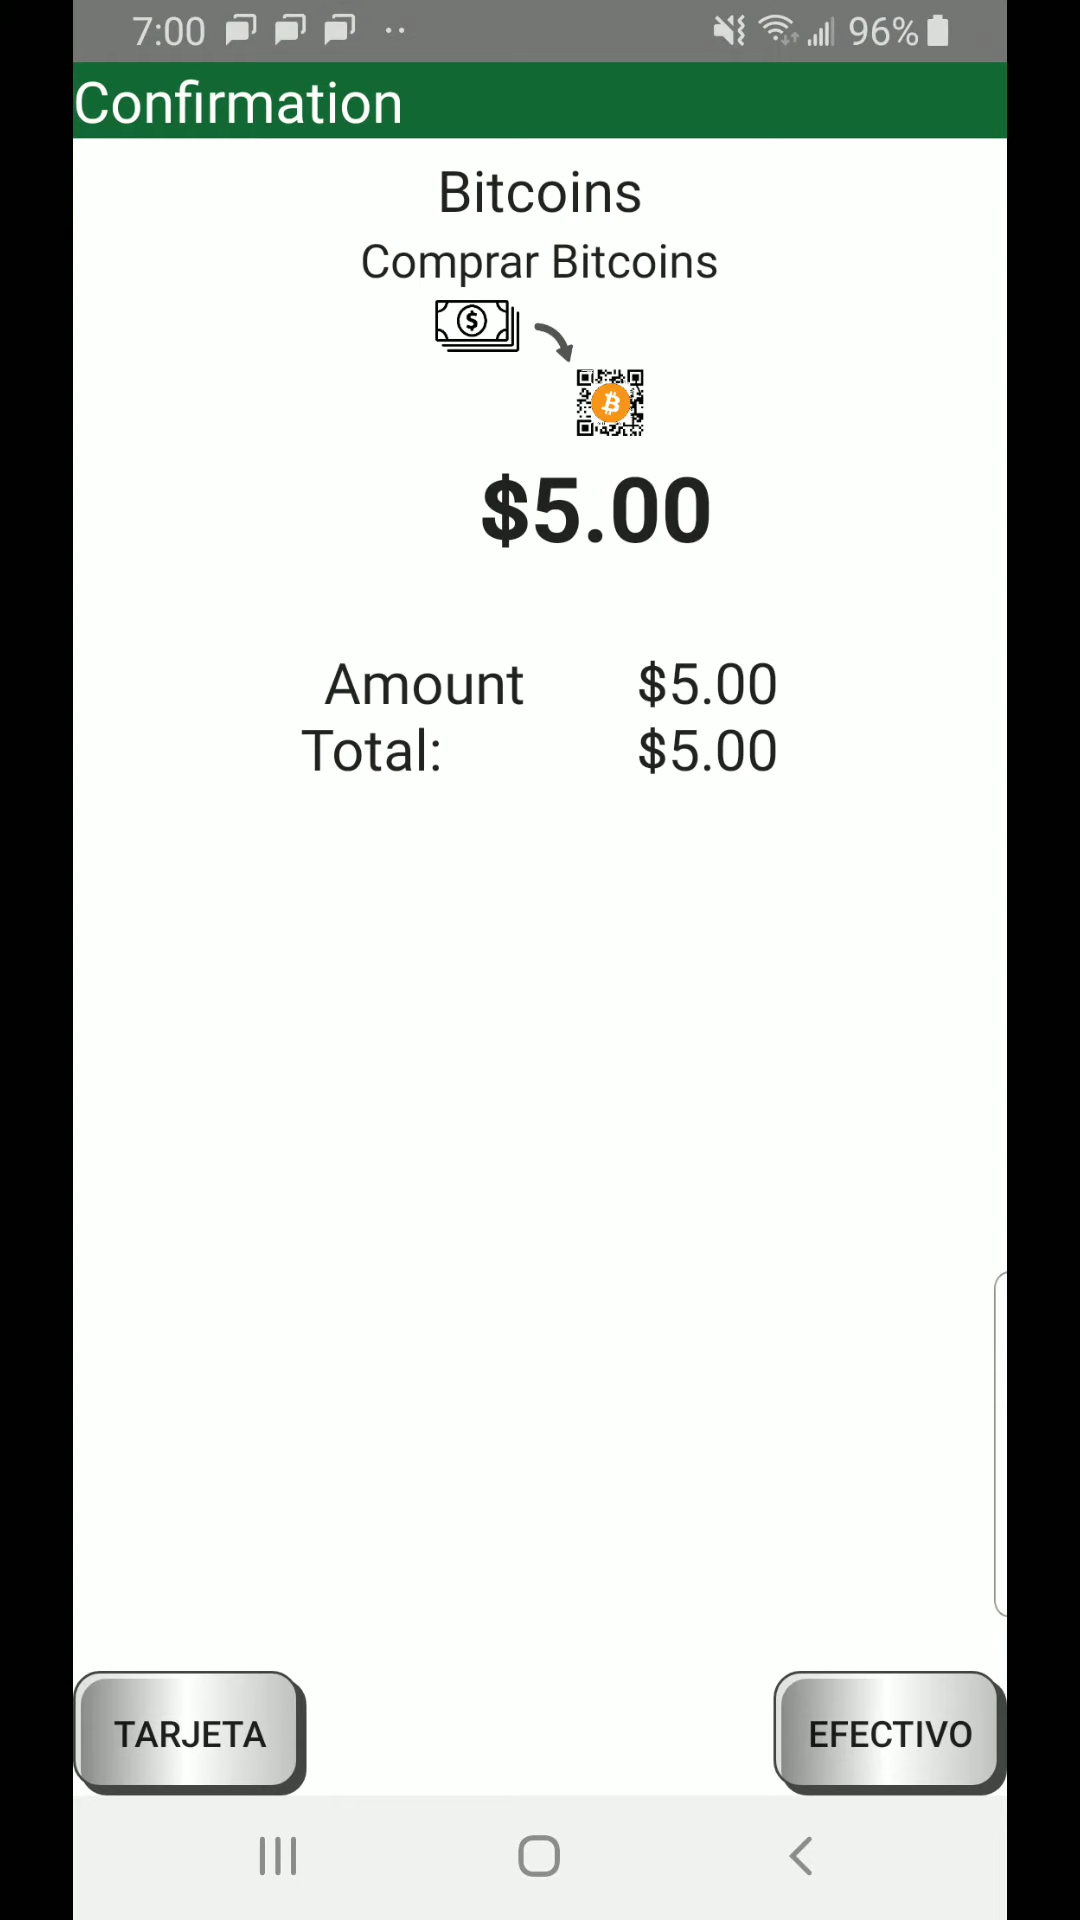 7:00 96%
Confirmation
Bitcoins
Comprar Bitcoins
$5.00
Amount $5.00
Total: $5.00
TARJETA EFECTIVO